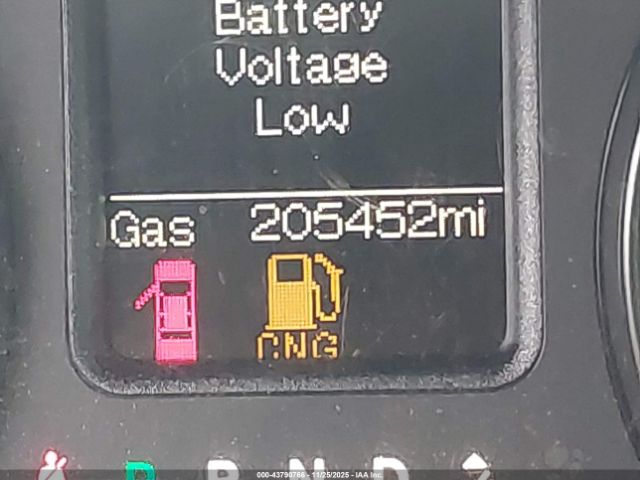 Battery
Voltage
Low
Gas 205452mi
CNG
P R N D
000-43790766 - 11/25/2025 - IAA Inc.